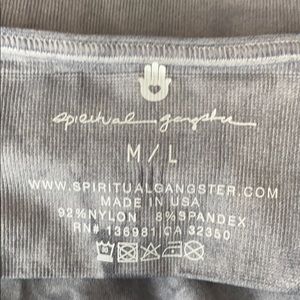 spiritual gangster
M / L
WWW.SPIRITUALGANGSTER.COM
MADE IN USA
92%NYLON 8%SPANDEX
RN# 136981 CA 32350